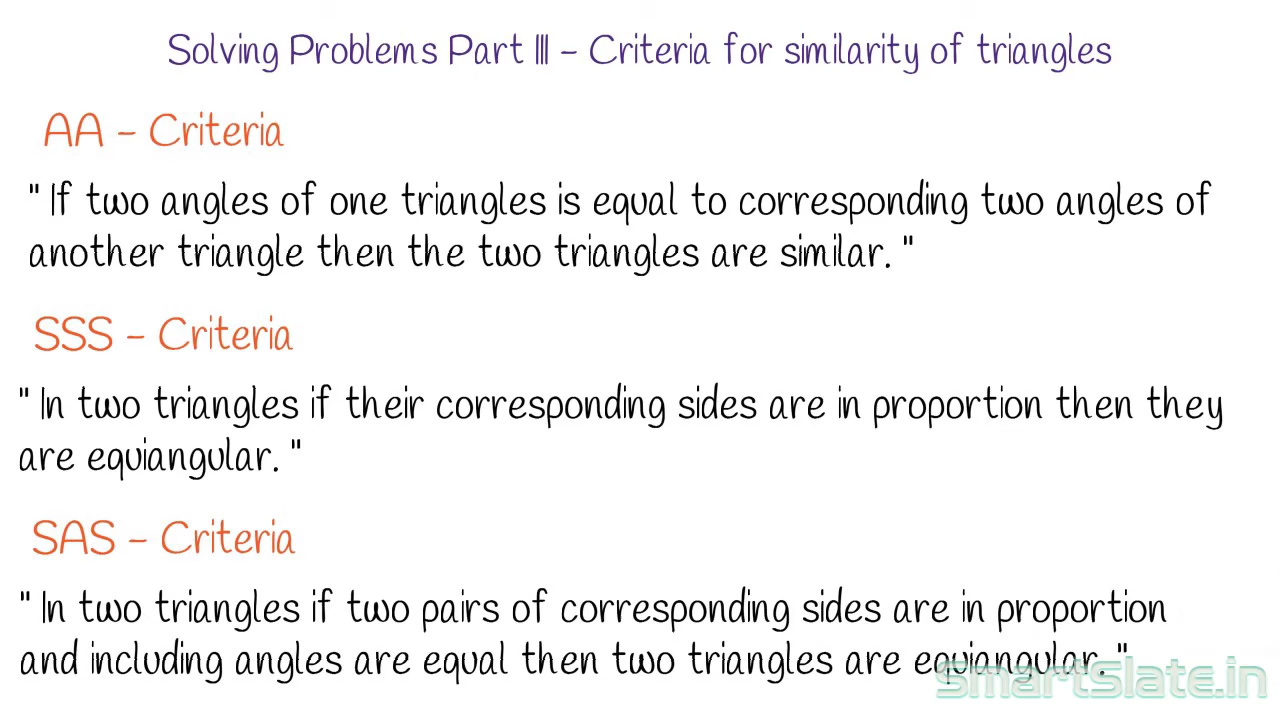 Solving Problems Part III - Criteria for similarity of triangles
AA - Criteria
" If two angles of one triangles is equal to corresponding two angles of
another triangle then the two triangles are similar. "
SSS - Criteria
" In two triangles if their corresponding sides are in proportion then they
are equiangular. "
SAS - Criteria
" In two triangles if two pairs of corresponding sides are in proportion
and including angles are equal then two triangles are equiangular. "
SmartSlate.in